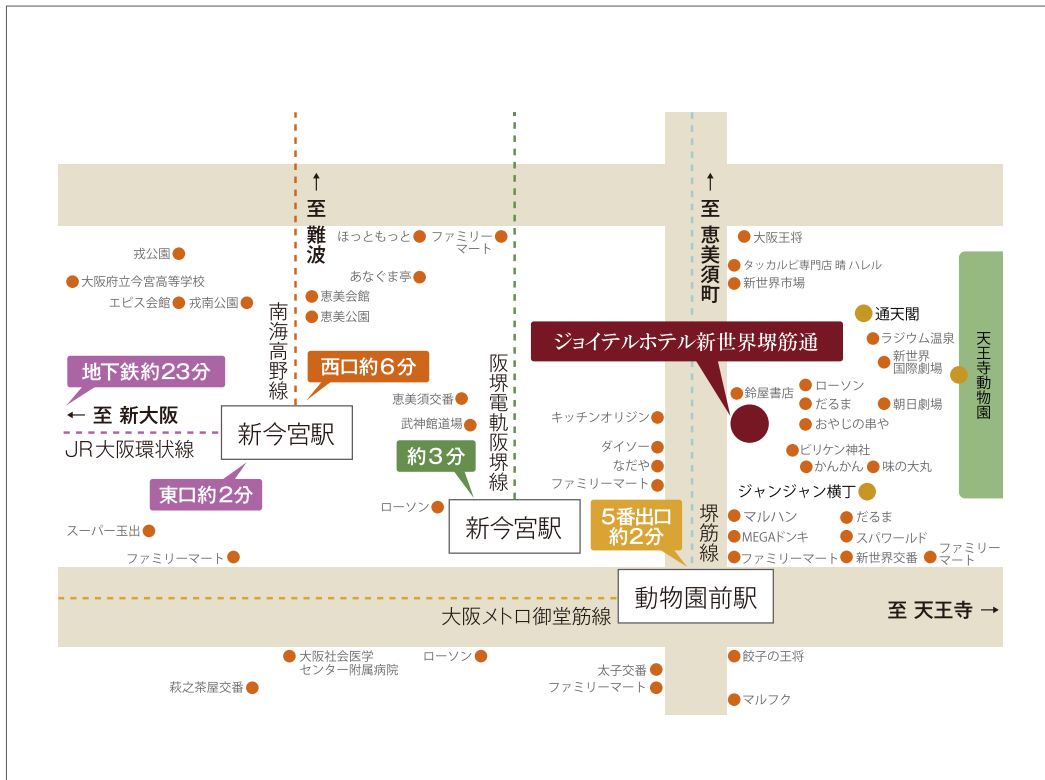 ↑
至
難
波
↑
至
恵
美
須
町
ほっともっと
ファミリー
マート
大阪王将
戎公園
あなぐま亭
タッカルビ専門店 晴 ハレル
新世界市場
大阪府立今宮高等学校
エビス会館
戎南公園
恵美会館
恵美公園
南海高野線
通天閣
ラジウム温泉
新世界
国際劇場
天王寺動物園
ジョイテルホテル新世界堺筋通
地下鉄約23分
西口約6分
阪堺電軌阪堺線
← 至 新大阪
JR大阪環状線
新今宮駅
東口約2分
恵美須交番
武神館道場
約3分
鈴屋書店
ローソン
だるま
朝日劇場
おやじの串や
キッチンオリジン
ダイソー
なだや
ファミリーマート
ビリケン神社
かんかん
味の大丸
ジャンジャン横丁
ローソン
新今宮駅
5番出口
約2分
堺筋線
マルハン
だるま
MEGAドンキ
スパワールド
ファミリーマート
新世界交番
ファミリー
マート
スーパー玉出
ファミリーマート
動物園前駅
大阪メトロ御堂筋線
至 天王寺 →
大阪社会医学
センター附属病院
ローソン
萩之茶屋交番
太子交番
ファミリーマート
餃子の王将
マルフク